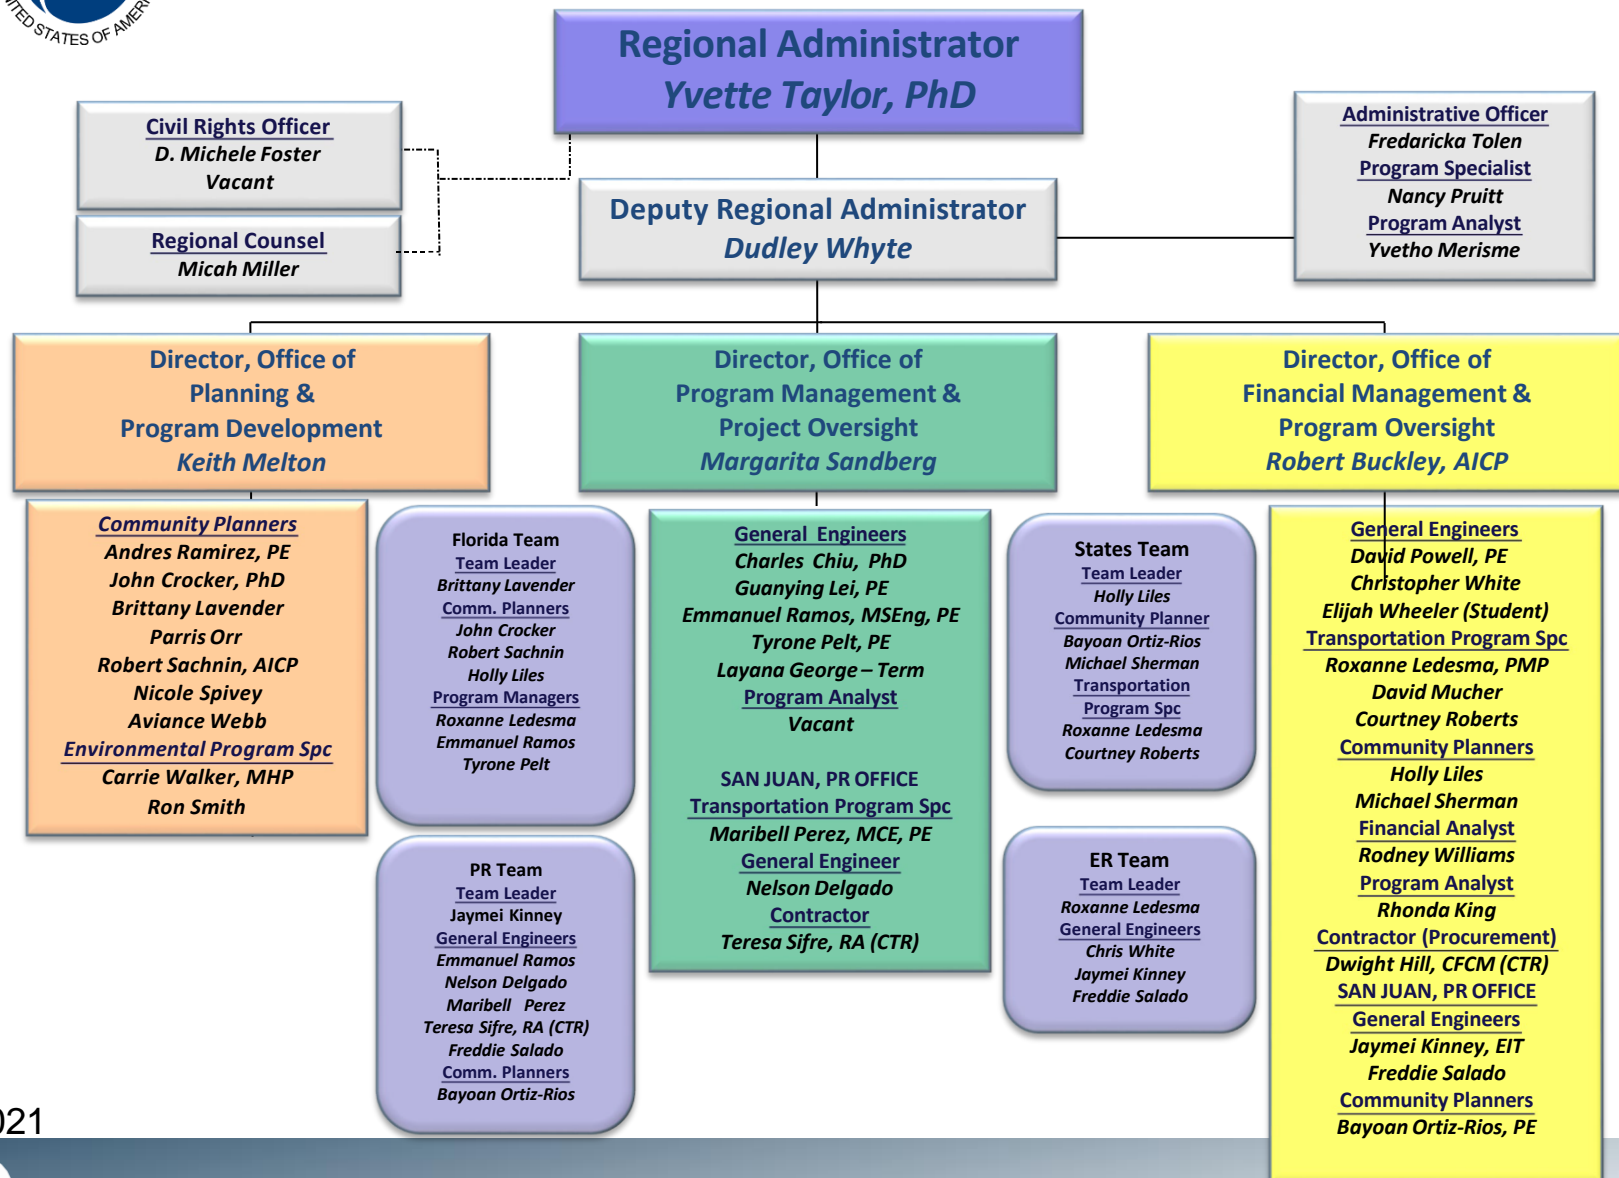 UNITED STATES OF AMERI
Regional Administrator
Yvette Taylor, PhD
Civil Rights Officer
D. Michele Foster
Vacant
Regional Counsel
Micah Miller
Deputy Regional Administrator
Dudley Whyte
Administrative Officer
Fredaricka Tolen
Program Specialist
Nancy Pruitt
Program Analyst
Yvetho Merisme
Director, Office of
Planning &
Program Development
Keith Melton
Director, Office of
Program Management &
Project Oversight
Margarita Sandberg
Director, Office of
Financial Management &
Program Oversight
Robert Buckley, AICP
Community Planners
Andres Ramirez, PE
John Crocker, PhD
Brittany Lavender
Parris Orr
Robert Sachnin, AICP
Nicole Spivey
Aviance Webb
Environmental Program Spc
Carrie Walker, MHP
Ron Smith
Florida Team
Team Leader
Brittany Lavender
Comm. Planners
John Crocker
Robert Sachnin
Holly Liles
Program Managers
Roxanne Ledesma
Emmanuel Ramos
Tyrone Pelt
PR Team
Team Leader
Jaymei Kinney
General Engineers
Emmanuel Ramos
Nelson Delgado
Maribell Perez
Teresa Sifre, RA (CTR)
Freddie Salado
Comm. Planners
Bayoan Ortiz-Rios
General Engineers
Charles Chiu, PhD
Guanying Lei, PE
Emmanuel Ramos, MSEng, PE
Tyrone Pelt, PE
Layana George – Term
Program Analyst
Vacant
SAN JUAN, PR OFFICE
Transportation Program Spc
Maribell Perez, MCE, PE
General Engineer
Nelson Delgado
Contractor
Teresa Sifre, RA (CTR)
States Team
Team Leader
Holly Liles
Community Planner
Bayoan Ortiz-Rios
Michael Sherman
Transportation
Program Spc
Roxanne Ledesma
Courtney Roberts
ER Team
Team Leader
Roxanne Ledesma
General Engineers
Chris White
Jaymei Kinney
Freddie Salado
General Engineers
David Powell, PE
Christopher White
Elijah Wheeler (Student)
Transportation Program Spc
Roxanne Ledesma, PMP
David Mucher
Courtney Roberts
Community Planners
Holly Liles
Michael Sherman
Financial Analyst
Rodney Williams
Program Analyst
Rhonda King
Contractor (Procurement)
Dwight Hill, CFCM (CTR)
SAN JUAN, PR OFFICE
General Engineers
Jaymei Kinney, EIT
Freddie Salado
Community Planners
Bayoan Ortiz-Rios, PE
021